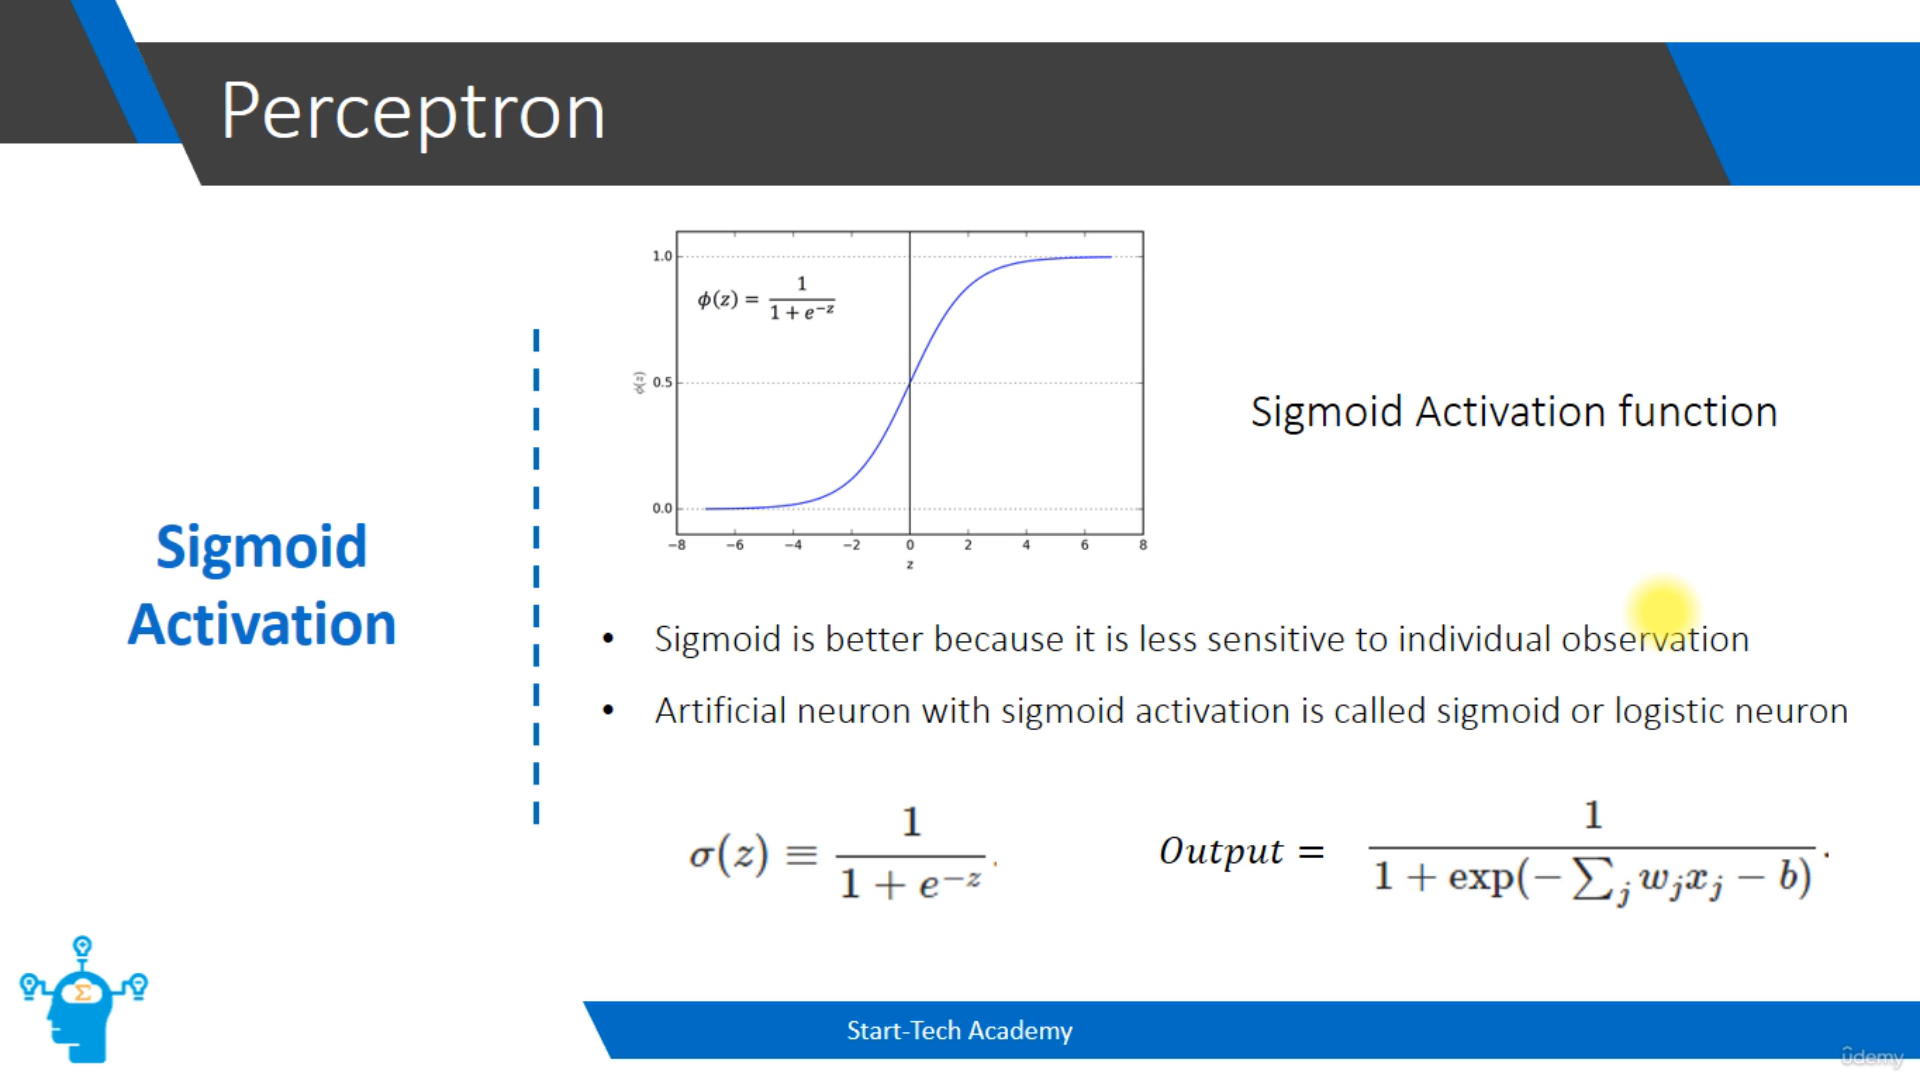 Perceptron
1.0
ϕ(z) = 1 / (1 + e^{-z})
ϕ(z)
0.5
0.0
−8 −6 −4 −2 0 2 4 6 8
z
Sigmoid Activation function
Sigmoid
Activation
• Sigmoid is better because it is less sensitive to individual observation
• Artificial neuron with sigmoid activation is called sigmoid or logistic neuron
σ(z) ≡ 1 / (1 + e^{−z}).
Output = 1 / (1 + exp(− ∑_j w_j x_j − b)).
Σ
Start-Tech Academy
ûdemy